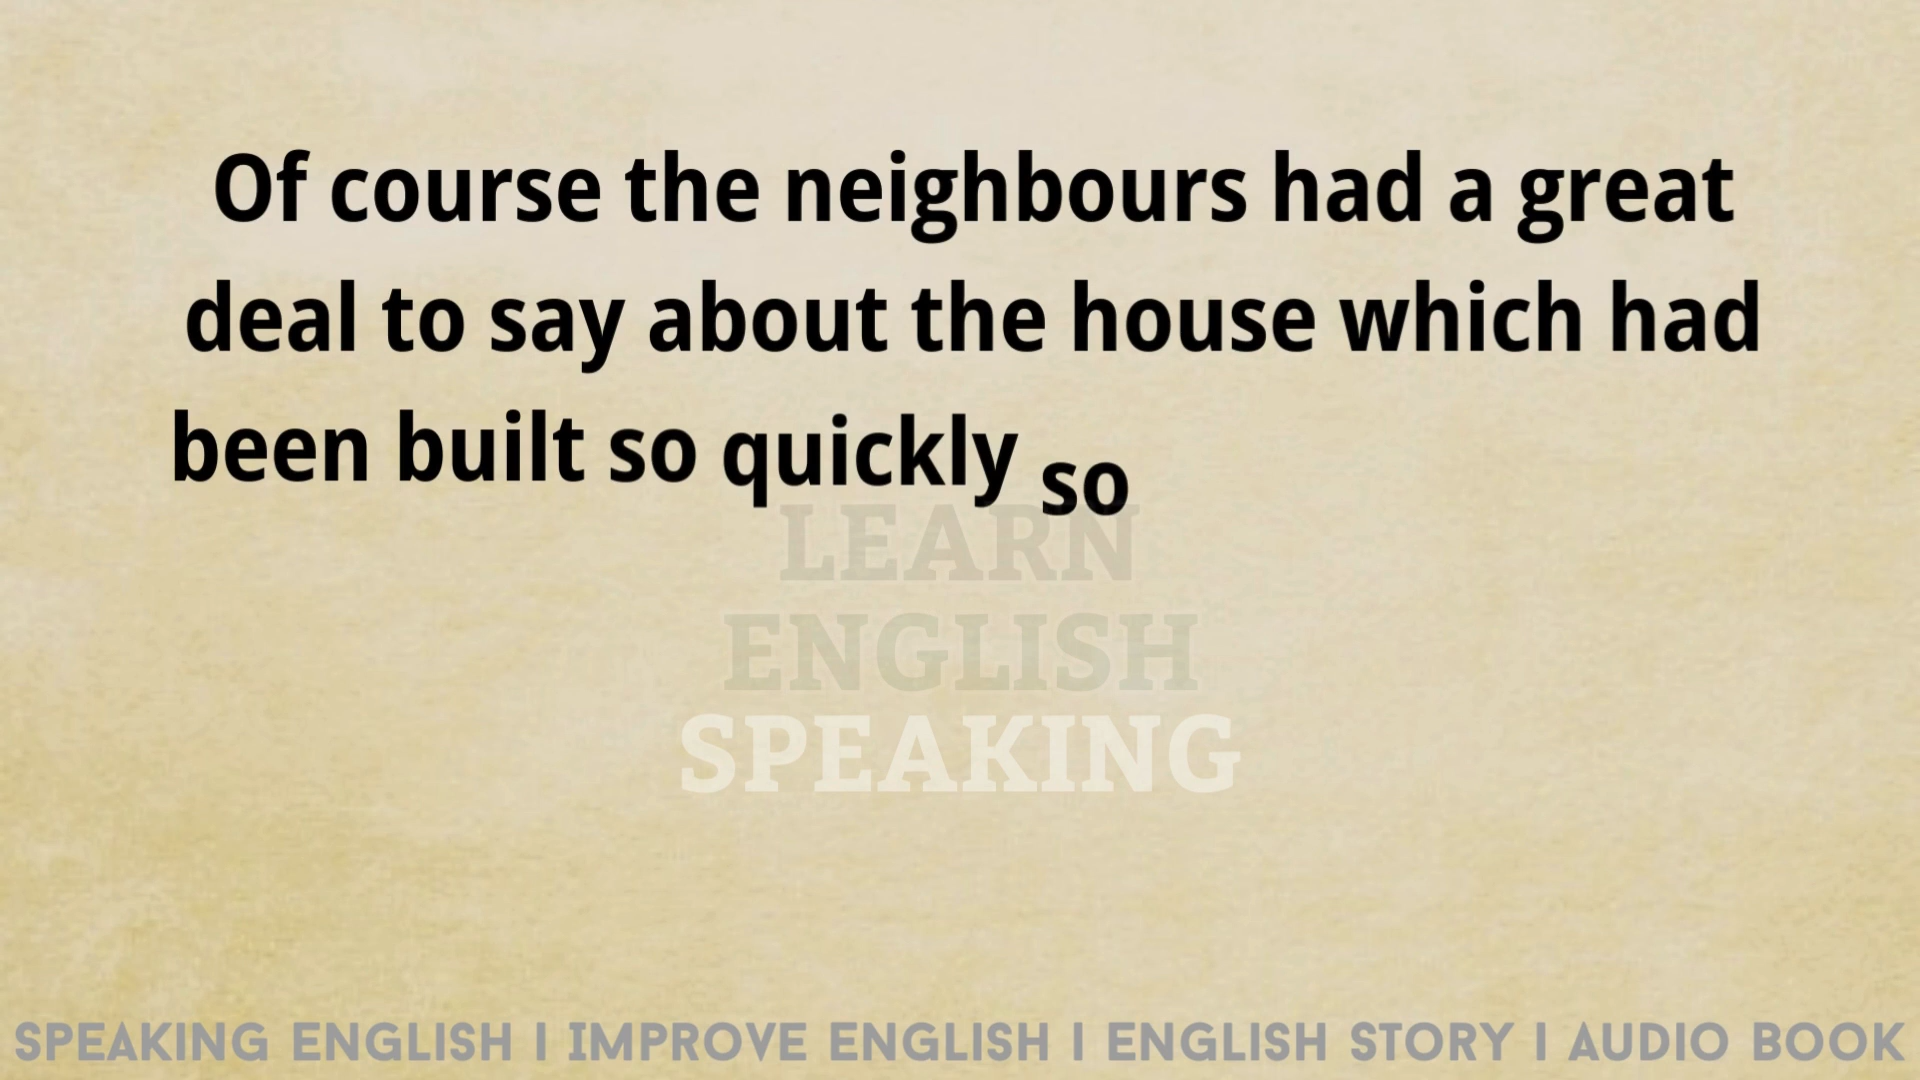 Of course the neighbours had a great
deal to say about the house which had
been built so quickly so
LEARN
ENGLISH
SPEAKING
SPEAKING ENGLISH | IMPROVE ENGLISH | ENGLISH STORY | AUDIO BOOK